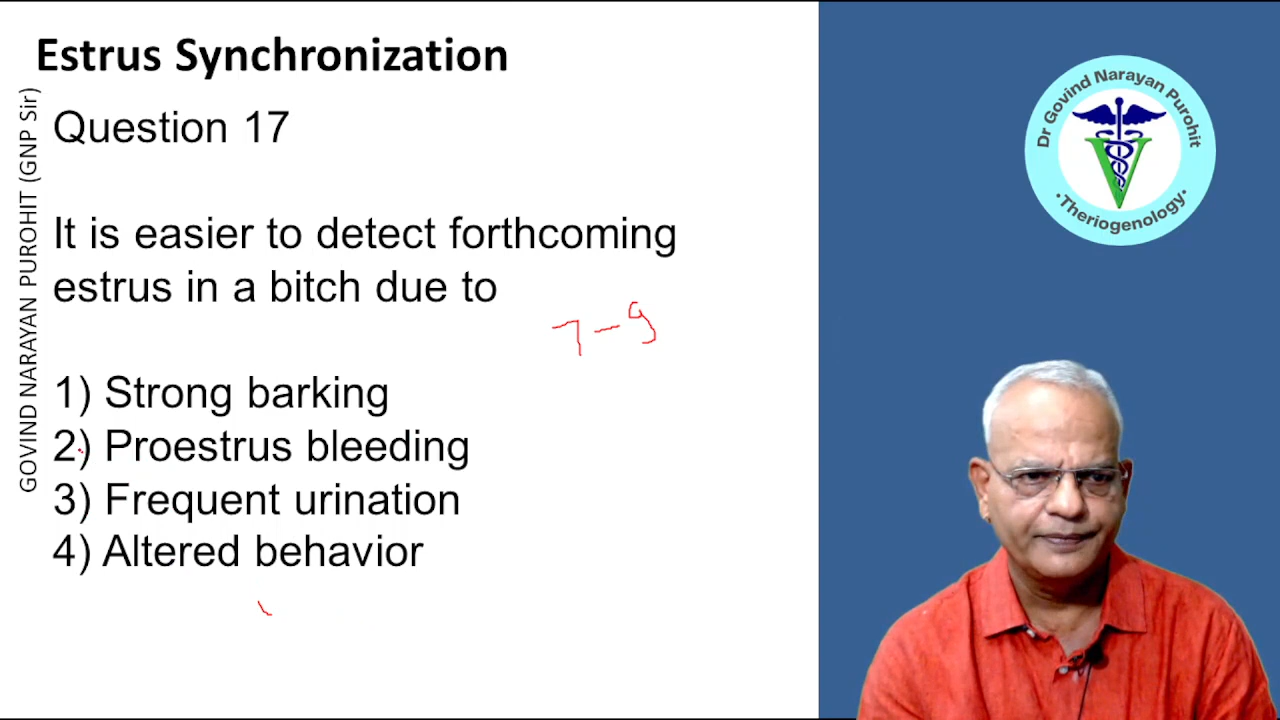 Estrus Synchronization
GOVIND NARAYAN PUROHIT (GNP Sir)
Question 17
It is easier to detect forthcoming
estrus in a bitch due to
7-9
1) Strong barking
2) Proestrus bleeding
3) Frequent urination
4) Altered behavior
Dr Govind Narayan Purohit
V
•Theriogenology•